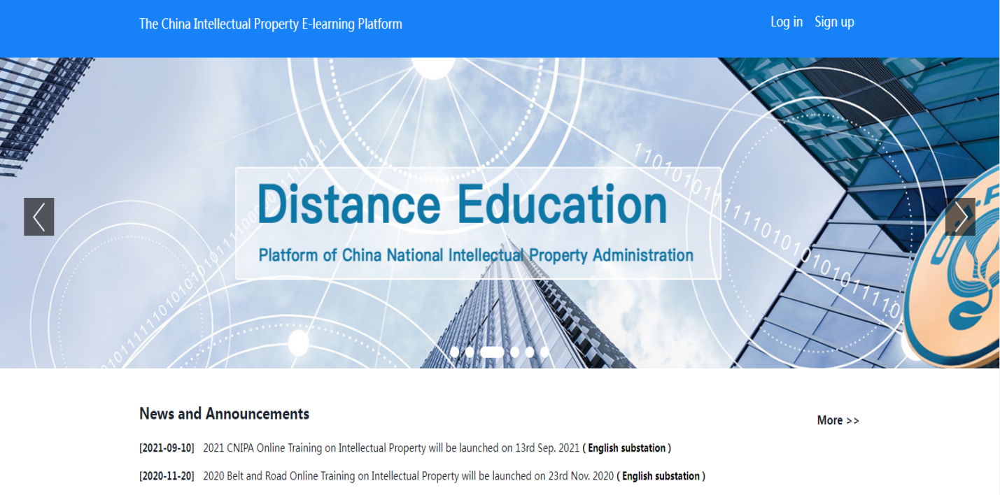 The China Intellectual Property E-learning Platform
Log in Sign up
Distance Education
Platform of China National Intellectual Property Administration
News and Announcements
More >>
[2021-09-10] 2021 CNIPA Online Training on Intellectual Property will be launched on 13rd Sep. 2021 ( English substation )
[2020-11-20] 2020 Belt and Road Online Training on Intellectual Property will be launched on 23rd Nov. 2020 ( English substation )